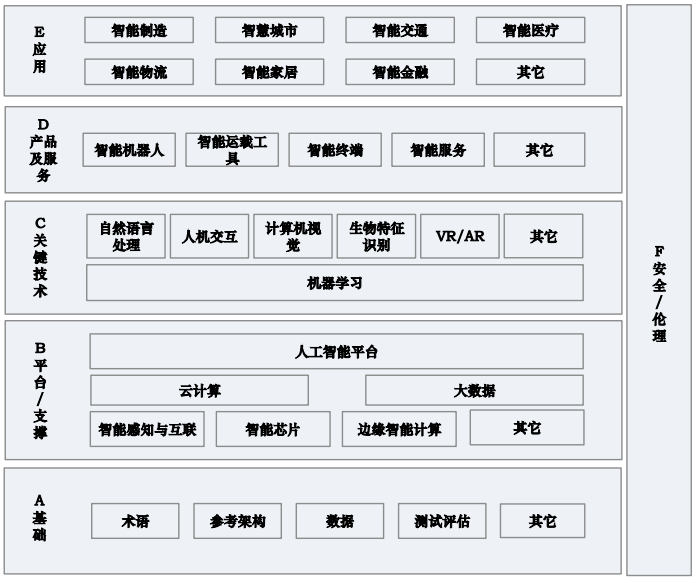 E
应
用
智能制造
智慧城市
智能交通
智能医疗
智能物流
智能家居
智能金融
其它
D
产品
及服
务
智能机器人
智能运载工
具
智能终端
智能服务
其它
C
关
键
技
术
自然语言
处理
人机交互
计算机视
觉
生物特征
识别
VR/AR
其它
机器学习
B
平
台
/
支
撑
人工智能平台
云计算
大数据
智能感知与互联
智能芯片
边缘智能计算
其它
A
基
础
术语
参考架构
数据
测试评估
其它
F
安
全
/
伦
理